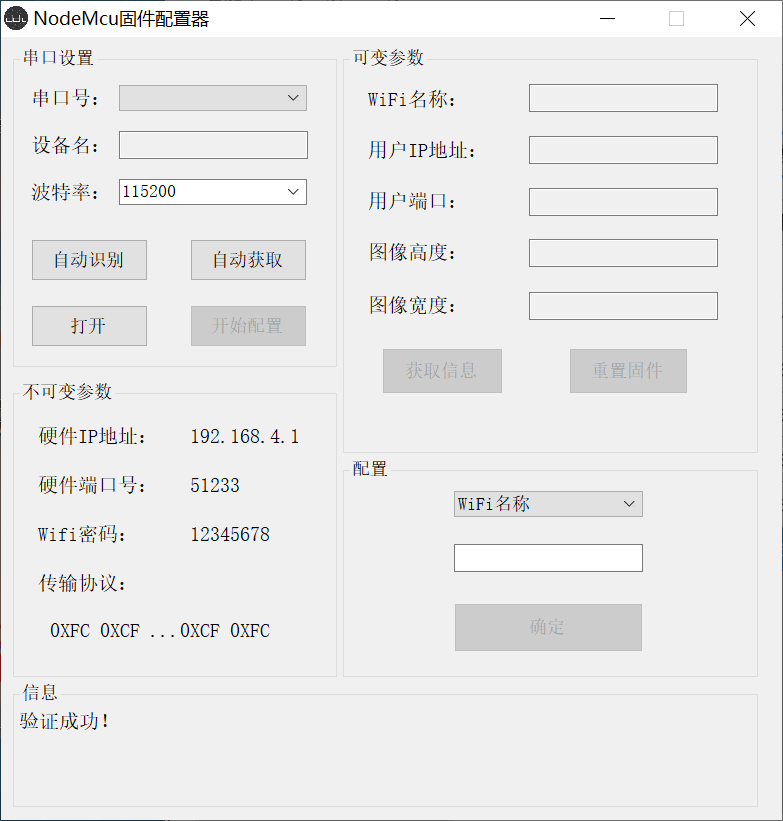 NodeMcu固件配置器
串口设置
串口号：
设备名：
波特率： 115200
自动识别 自动获取
打开 开始配置
不可变参数
硬件IP地址： 192.168.4.1
硬件端口号： 51233
Wifi密码： 12345678
传输协议：
0XFC 0XCF ...0XCF 0XFC
可变参数
WiFi名称：
用户IP地址：
用户端口：
图像高度：
图像宽度：
获取信息 重置固件
配置
WiFi名称
确定
信息
验证成功！